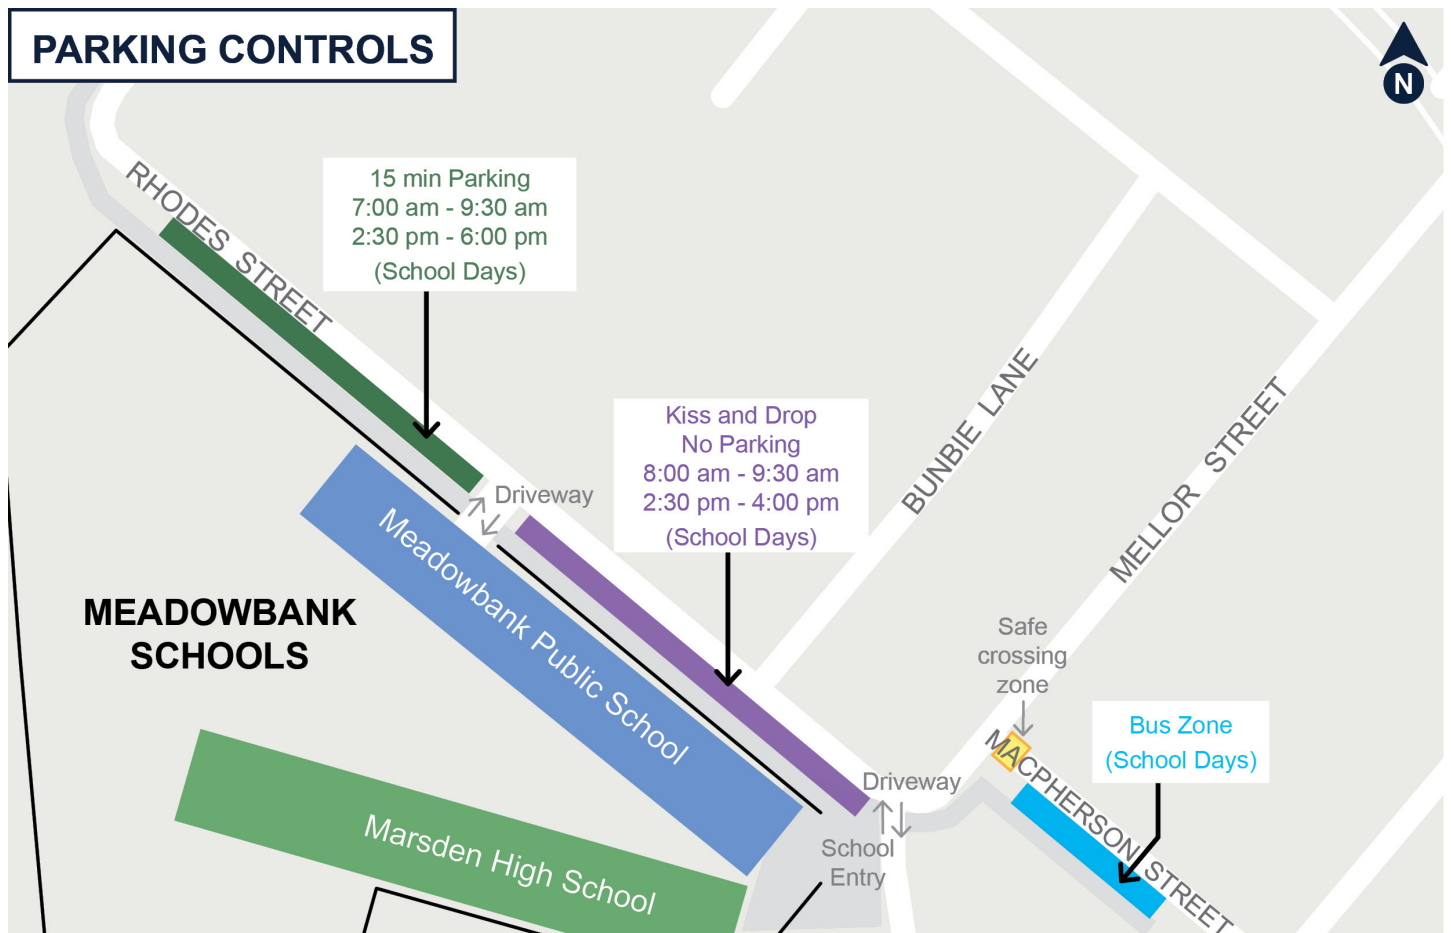 PARKING CONTROLS
N
RHODES STREET
15 min Parking
7:00 am - 9:30 am
2:30 pm - 6:00 pm
(School Days)
Kiss and Drop
No Parking
8:00 am - 9:30 am
2:30 pm - 4:00 pm
(School Days)
BUNBIE LANE
MELLOR STREET
Driveway
Meadowbank Public School
MEADOWBANK
SCHOOLS
Safe
crossing
zone
MACPHERSON STREET
Bus Zone
(School Days)
Driveway
School
Entry
Marsden High School